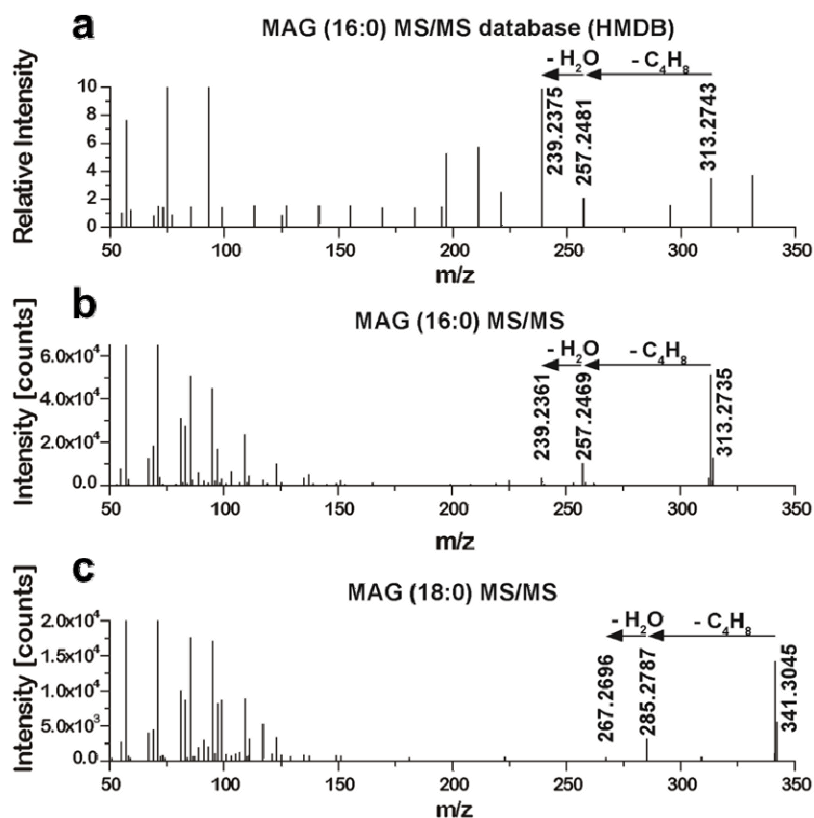 a
MAG (16:0) MS/MS database (HMDB)
- H2O - C4H8
Relative Intensity
10
8
6
4
2
0
239.2375
257.2481
313.2743
50 100 150 200 250 300 350
m/z
b
MAG (16:0) MS/MS
- H2O - C4H8
Intensity [counts]
6.0x10^4
4.0x10^4
2.0x10^4
0.0
239.2361
257.2469
313.2735
50 100 150 200 250 300 350
m/z
c
MAG (18:0) MS/MS
- H2O - C4H8
Intensity [counts]
2.0x10^4
1.5x10^4
1.0x10^4
5.0x10^3
0.0
267.2696
285.2787
341.3045
50 100 150 200 250 300 350
m/z